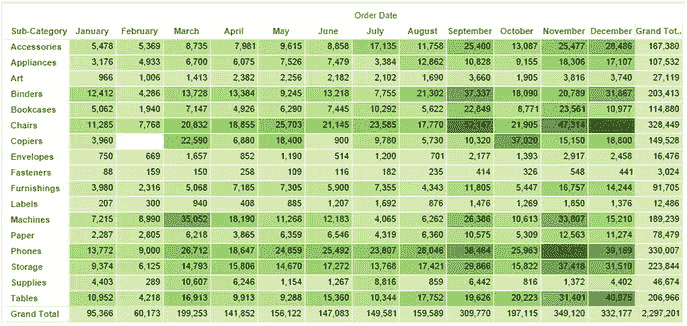 Order Date
Sub-Category January February March April May June July August September October November December Grand Tot..
Accessories 5,478 5,369 8,735 7,981 9,615 8,858 17,135 11,758 25,400 13,087 25,477 28,486 167,380
Appliances 3,176 4,933 6,700 6,075 7,526 7,479 3,384 12,862 10,828 9,155 18,306 17,107 107,532
Art 966 1,006 1,413 2,382 2,256 2,182 2,102 1,690 3,660 1,905 3,816 3,740 27,119
Binders 12,412 4,286 13,728 13,384 9,245 13,218 7,755 21,302 37,337 18,090 20,789 31,867 203,413
Bookcases 5,062 1,940 7,147 4,926 6,290 7,445 10,292 5,622 22,849 8,771 23,561 10,977 114,880
Chairs 11,285 7,768 20,832 18,855 25,703 21,145 23,585 17,770 21,905 47,314 328,449
Copiers 3,960 22,590 6,880 18,400 900 9,780 5,730 10,320 37,020 15,150 18,800 149,528
Envelopes 750 669 1,657 852 1,190 514 1,200 701 2,177 1,393 2,917 2,458 16,476
Fasteners 88 159 150 258 109 116 182 235 414 326 548 441 3,024
Furnishings 3,980 2,316 5,068 7,185 7,305 5,900 7,355 4,343 11,805 5,447 16,757 14,244 91,705
Labels 207 300 940 408 885 1,207 1,692 876 1,476 1,269 1,850 1,376 12,486
Machines 7,215 8,990 35,052 18,190 11,268 12,183 4,065 6,262 26,386 10,613 33,807 15,210 189,239
Paper 2,287 2,805 6,218 3,865 6,359 6,546 4,319 6,360 10,575 5,309 12,563 11,274 78,479
Phones 13,772 9,000 26,712 18,647 24,859 25,492 23,807 28,046 38,464 25,963 39,189 330,007
Storage 9,374 6,125 14,793 15,806 14,670 17,272 13,768 17,421 29,866 15,822 37,418 31,510 223,844
Supplies 4,403 289 10,607 6,246 1,154 1,267 8,816 859 6,442 816 1,372 4,402 46,674
Tables 10,952 4,218 16,913 9,913 9,288 15,360 10,344 17,752 19,626 20,223 31,401 40,975 206,966
Grand Total 95,366 60,173 199,253 141,852 156,122 147,083 149,581 159,589 309,770 197,115 349,120 332,177 2,297,201